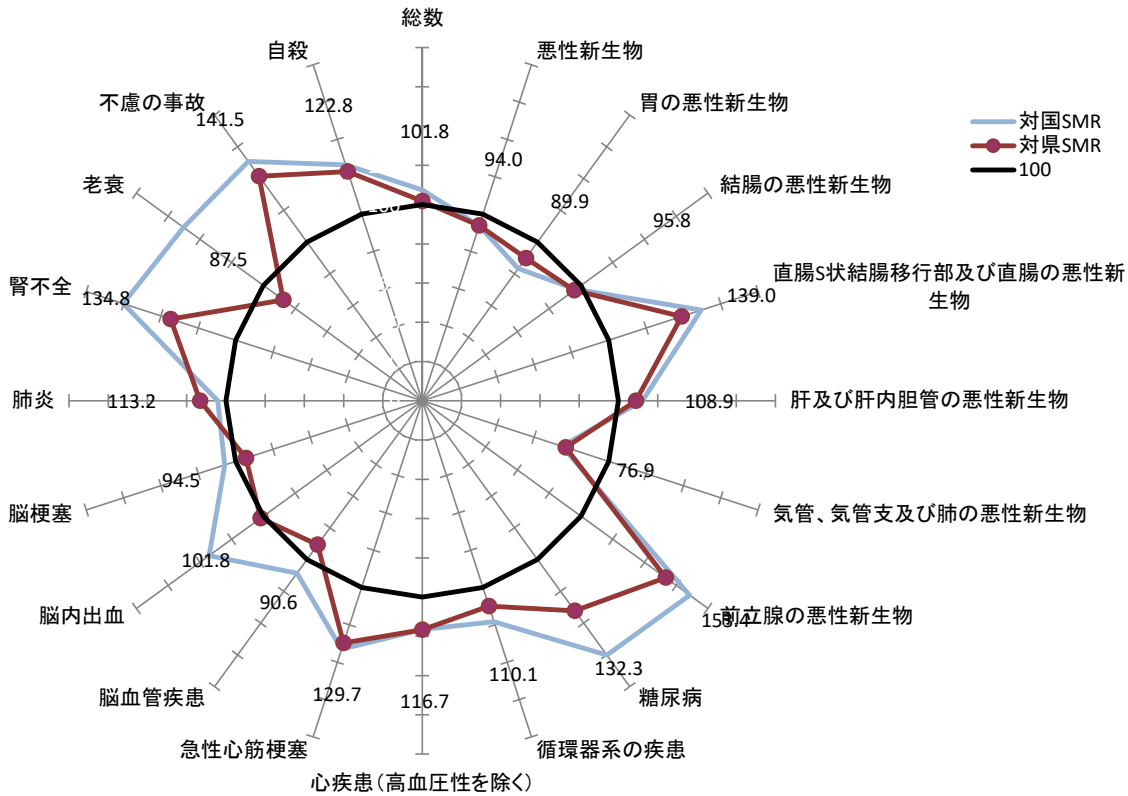 総数
101.8
悪性新生物
94.0
胃の悪性新生物
89.9
結腸の悪性新生物
95.8
直腸S状結腸移行部及び直腸の悪性新
生物
139.0
肝及び肝内胆管の悪性新生物
108.9
気管、気管支及び肺の悪性新生物
76.9
前立腺の悪性新生物
153.4
糖尿病
132.3
循環器系の疾患
110.1
心疾患（高血圧性を除く）
116.7
急性心筋梗塞
129.7
脳血管疾患
90.6
脳内出血
101.8
脳梗塞
94.5
肺炎
113.2
腎不全
134.8
老衰
87.5
不慮の事故
141.5
自殺
122.8
対国SMR
対県SMR
100